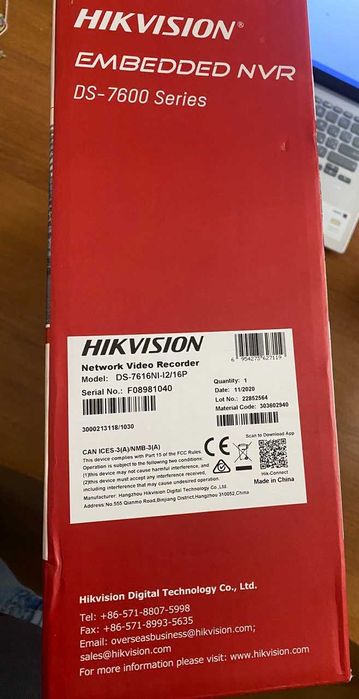 HIKVISION®
EMBEDDED NVR
DS-7600 Series
HIKVISION
Network Video Recorder
Model: DS-7616NI-I2/16P
Serial No.: F08981040
3000213118/1030
6 954273 627119
Quantity: 1
Date: 11/2020
Lot No.: 22852564
Material Code: 303602940
CAN ICES-3(A)/NMB-3(A)
This device complies with Part 15 of the FCC Rules.
Operation is subject to the following two conditions:
(1)this device may not cause harmful interference, and
(2)this device must accept any interference received,
including interference that may cause undesired operation.
Manufacturer: Hangzhou Hikvision Digital Technology Co.,Ltd.
Address:No.555 Qianmo Road,Binjiang District,Hangzhou 310052,China
CE
Scan to Download App
Hik-Connect
Made in China
Hikvision Digital Technology Co., Ltd.
Tel: +86-571-8807-5998
Fax: +86-571-8993-5635
Email: overseasbusiness@hikvision.com;
sales@hikvision.com
For more information please visit: www.hikvision.com